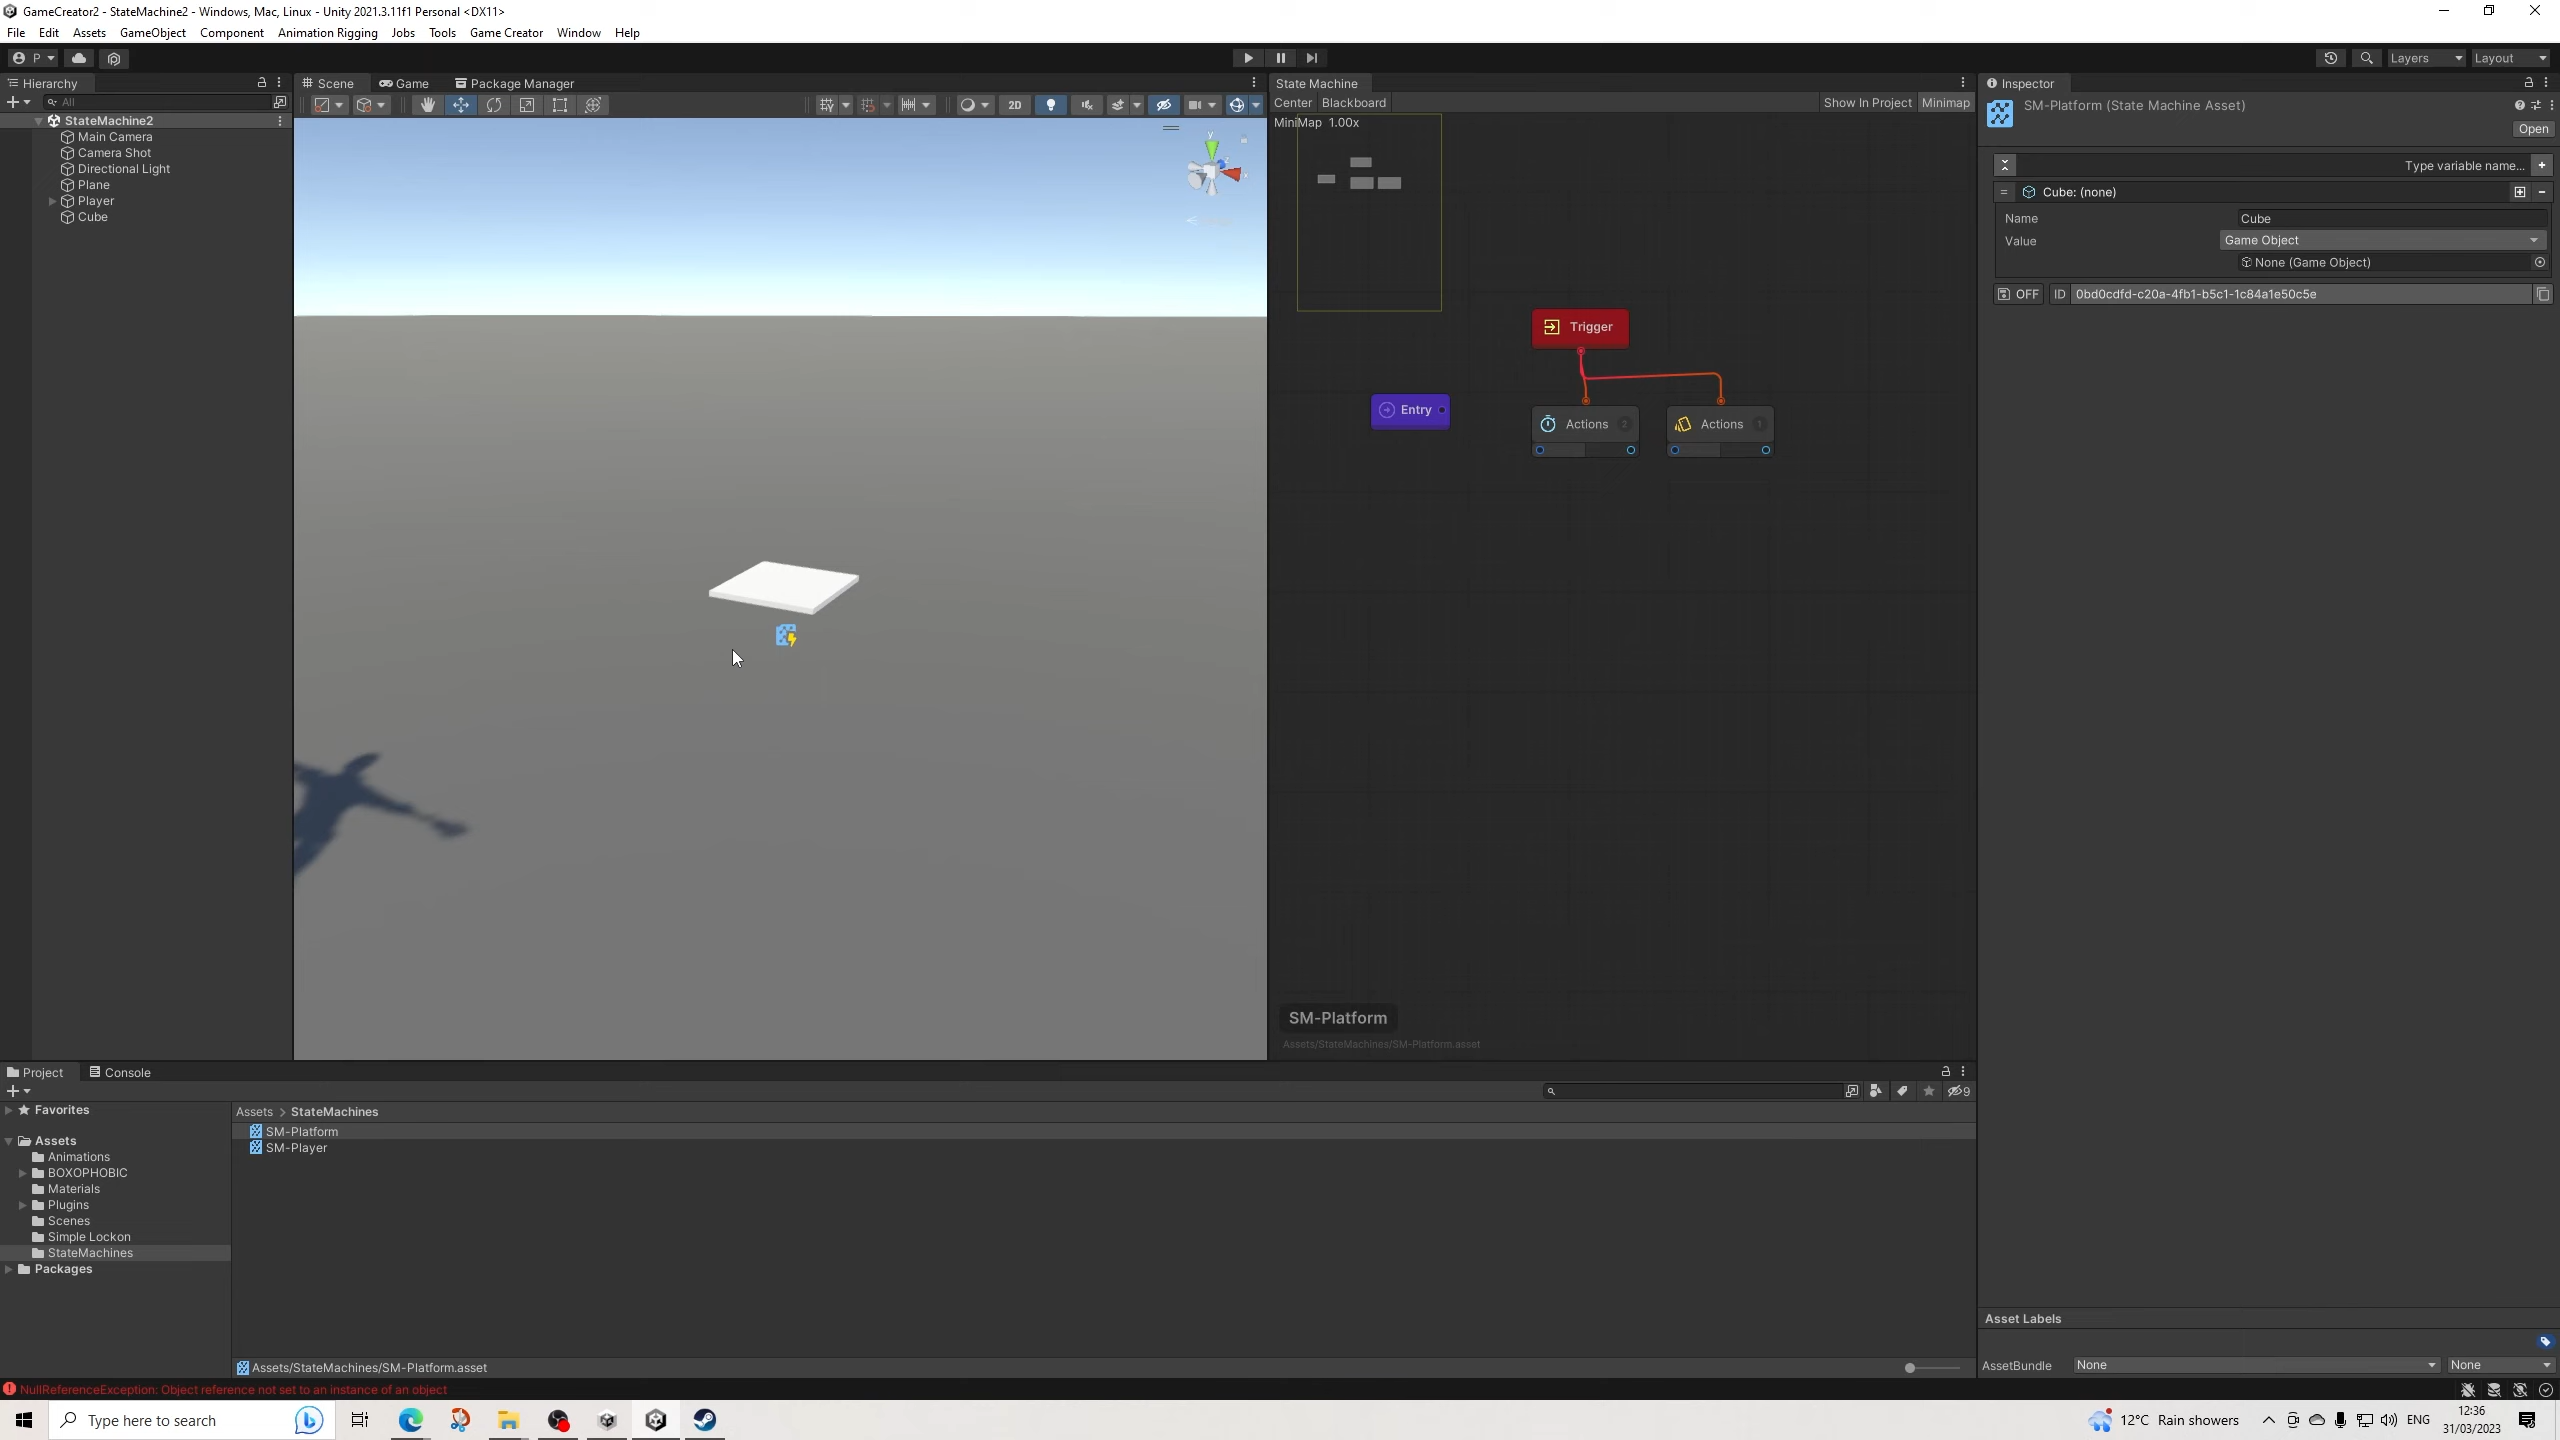 GameCreator2 - StateMachine2 - Windows, Mac, Linux - Unity 2021.3.11f1 Personal <DX11>
File Edit Assets GameObject Component Animation Rigging Jobs Tools Game Creator Window Help
P
Layers Layout
Hierarchy
All
StateMachine2
Main Camera
Camera Shot
Directional Light
Plane
Player
Cube
Scene Game Package Manager
2D
y
State Machine
Center Blackboard Show In Project Minimap
MiniMap 1.00x
Trigger
Entry
Actions 2
Actions 1
SM-Platform
Assets/StateMachines/SM-Platform.asset
Inspector
SM-Platform (State Machine Asset)
Open
Type variable name...
Cube: (none)
Name Cube
Value Game Object
None (Game Object)
OFF ID 0bd0cdfd-c20a-4fb1-b5c1-1c84a1e50c5e
Asset Labels
AssetBundle None None
Project Console
9
Favorites
Assets
Animations
BOXOPHOBIC
Materials
Plugins
Scenes
Simple Lockon
StateMachines
Packages
Assets > StateMachines
SM-Platform
SM-Player
Assets/StateMachines/SM-Platform.asset
NullReferenceException: Object reference not set to an instance of an object
Type here to search
12°C Rain showers
ENG
12:36
31/03/2023